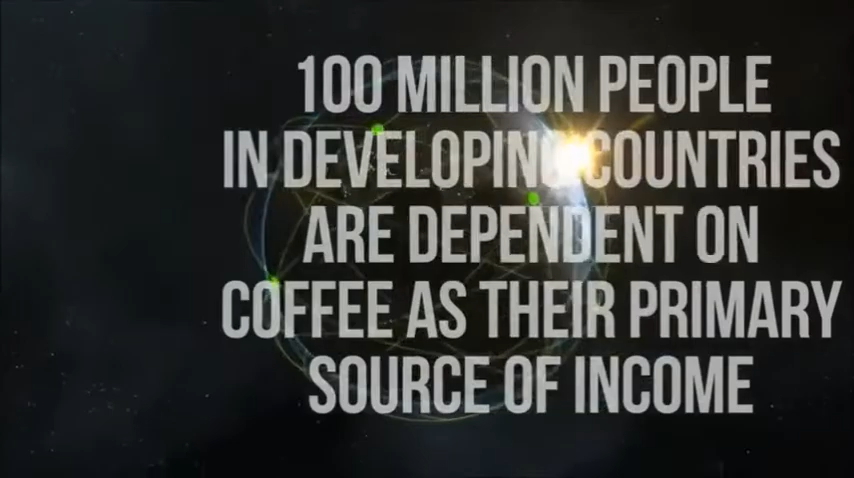 100 MILLION PEOPLE
IN DEVELOPING COUNTRIES
ARE DEPENDENT ON
COFFEE AS THEIR PRIMARY
SOURCE OF INCOME